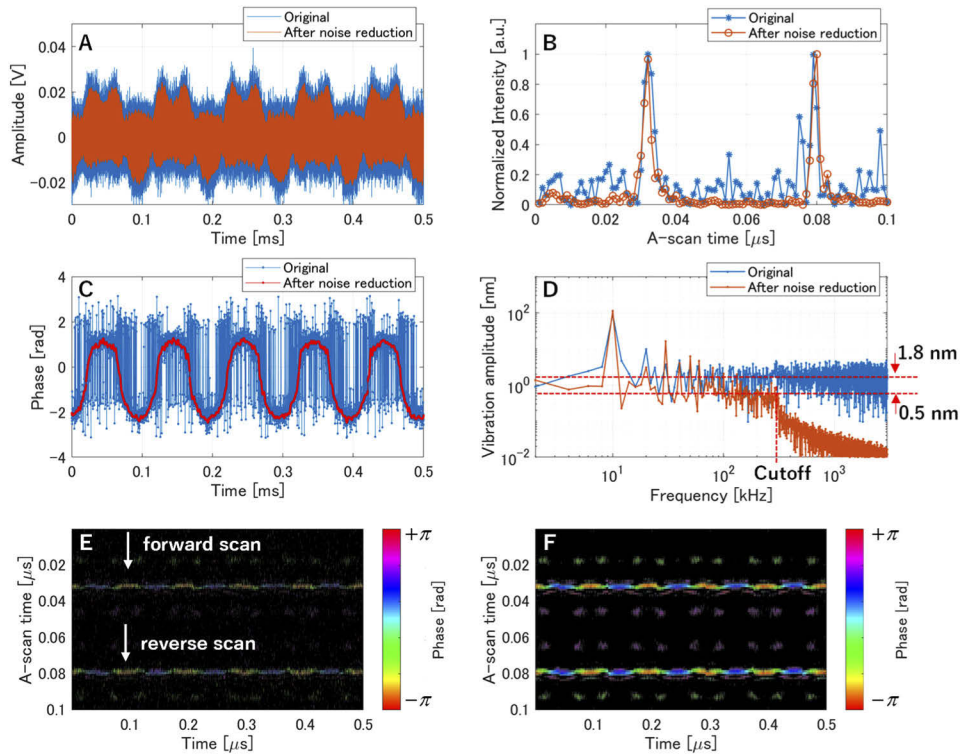 A
Original
After noise reduction
Amplitude [V]
0.04
0.02
0
−0.02
0
0.1
0.2
0.3
0.4
0.5
Time [ms]
B
Original
After noise reduction
Normalized Intensity [a.u.]
1
0.8
0.6
0.4
0.2
0
0
0.02
0.04
0.06
0.08
0.1
A-scan time [μs]
C
Original
After noise reduction
Phase [rad]
4
2
0
−2
−4
0
0.1
0.2
0.3
0.4
0.5
Time [ms]
D
Original
After noise reduction
Vibration amplitude [nm]
10²
10⁰
10⁻²
10¹
10²
10³
Cutoff
Frequency [kHz]
1.8 nm
0.5 nm
E
forward scan
reverse scan
A-scan time [μs]
0.02
0.04
0.06
0.08
0.1
0.1
0.2
0.3
0.4
0.5
Time [μs]
+π
Phase [rad]
−π
F
A-scan time [μs]
0.02
0.04
0.06
0.08
0.1
0.1
0.2
0.3
0.4
0.5
Time [μs]
+π
Phase [rad]
−π